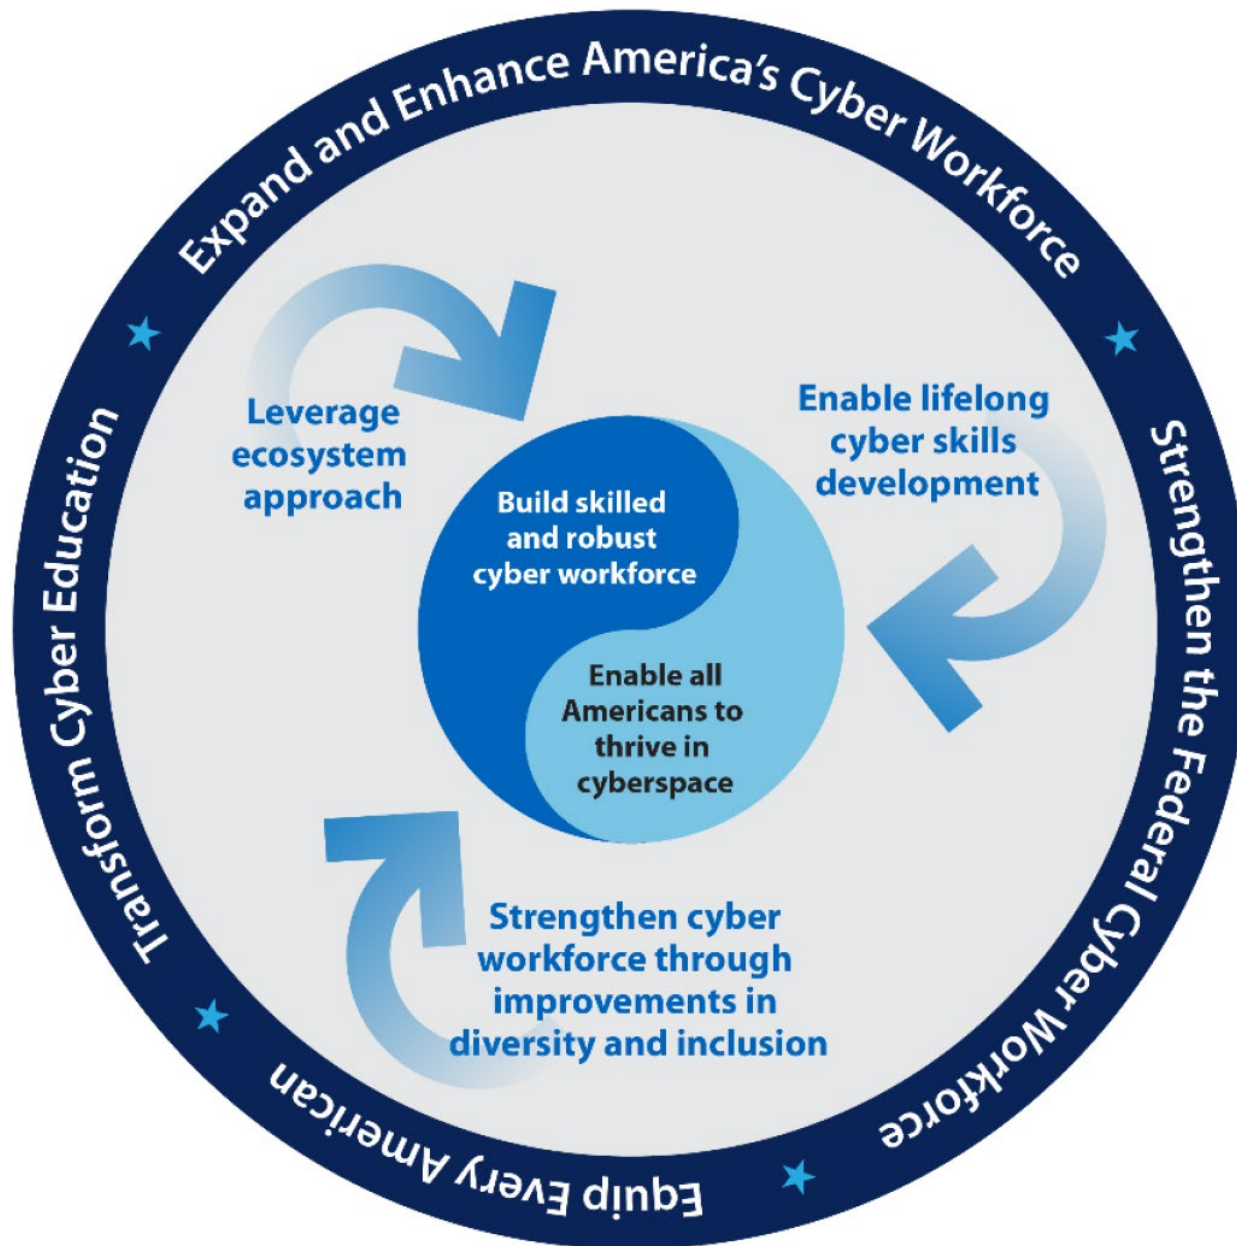 Expand and Enhance America's Cyber Workforce
Strengthen the Federal Cyber Workforce
Equip Every American
Transform Cyber Education
Leverage
ecosystem
approach
Enable lifelong
cyber skills
development
Build skilled
and robust
cyber workforce
Enable all
Americans to
thrive in
cyberspace
Strengthen cyber
workforce through
improvements in
diversity and inclusion